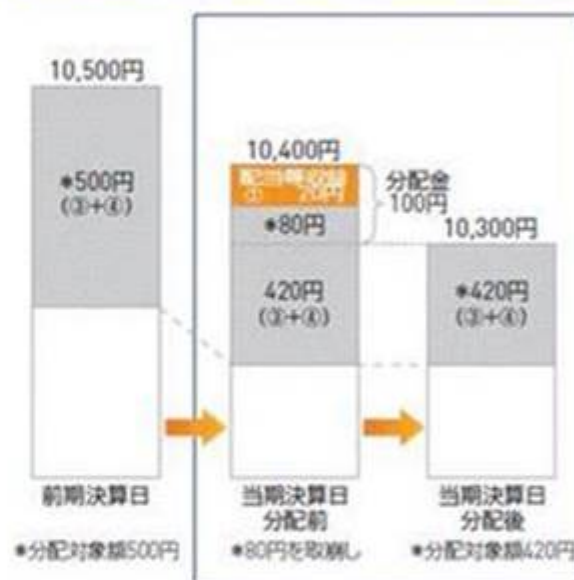 10,500円
*500円
(③+④)
前期決算日
*分配対象額500円
10,400円
配当等収益
① 20円
*80円
分配金
100円
420円
(③+④)
当期決算日
分配前
*80円を取崩し
10,300円
*420円
(③+④)
当期決算日
分配後
*分配対象額420円